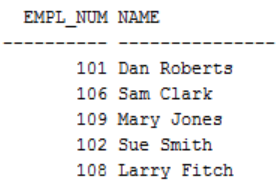 EMPL_NUM NAME
---------- ---------------
101 Dan Roberts
106 Sam Clark
109 Mary Jones
102 Sue Smith
108 Larry Fitch